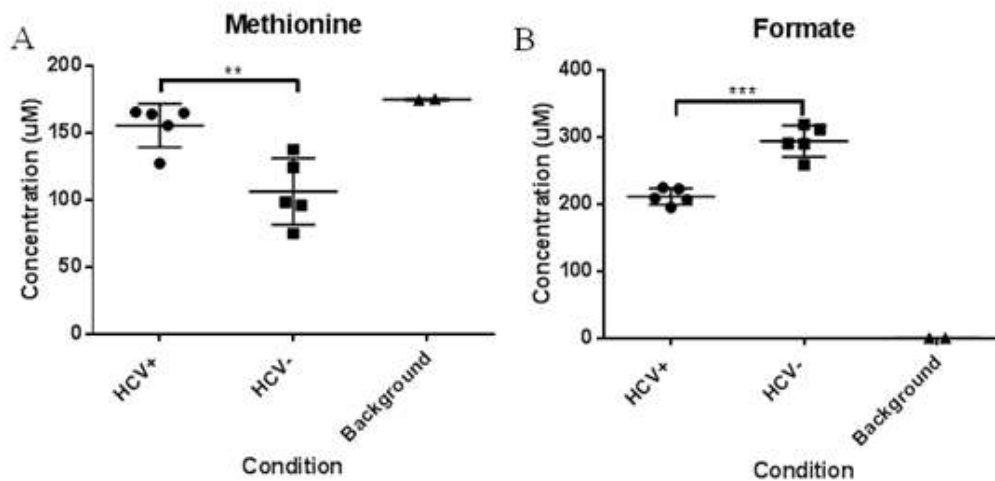 A
Methionine
Concentration (uM)
200
150
100
50
0
**
HCV+
HCV-
Background
Condition
B
Formate
Concentration (uM)
400
300
200
100
0
***
HCV+
HCV-
Background
Condition